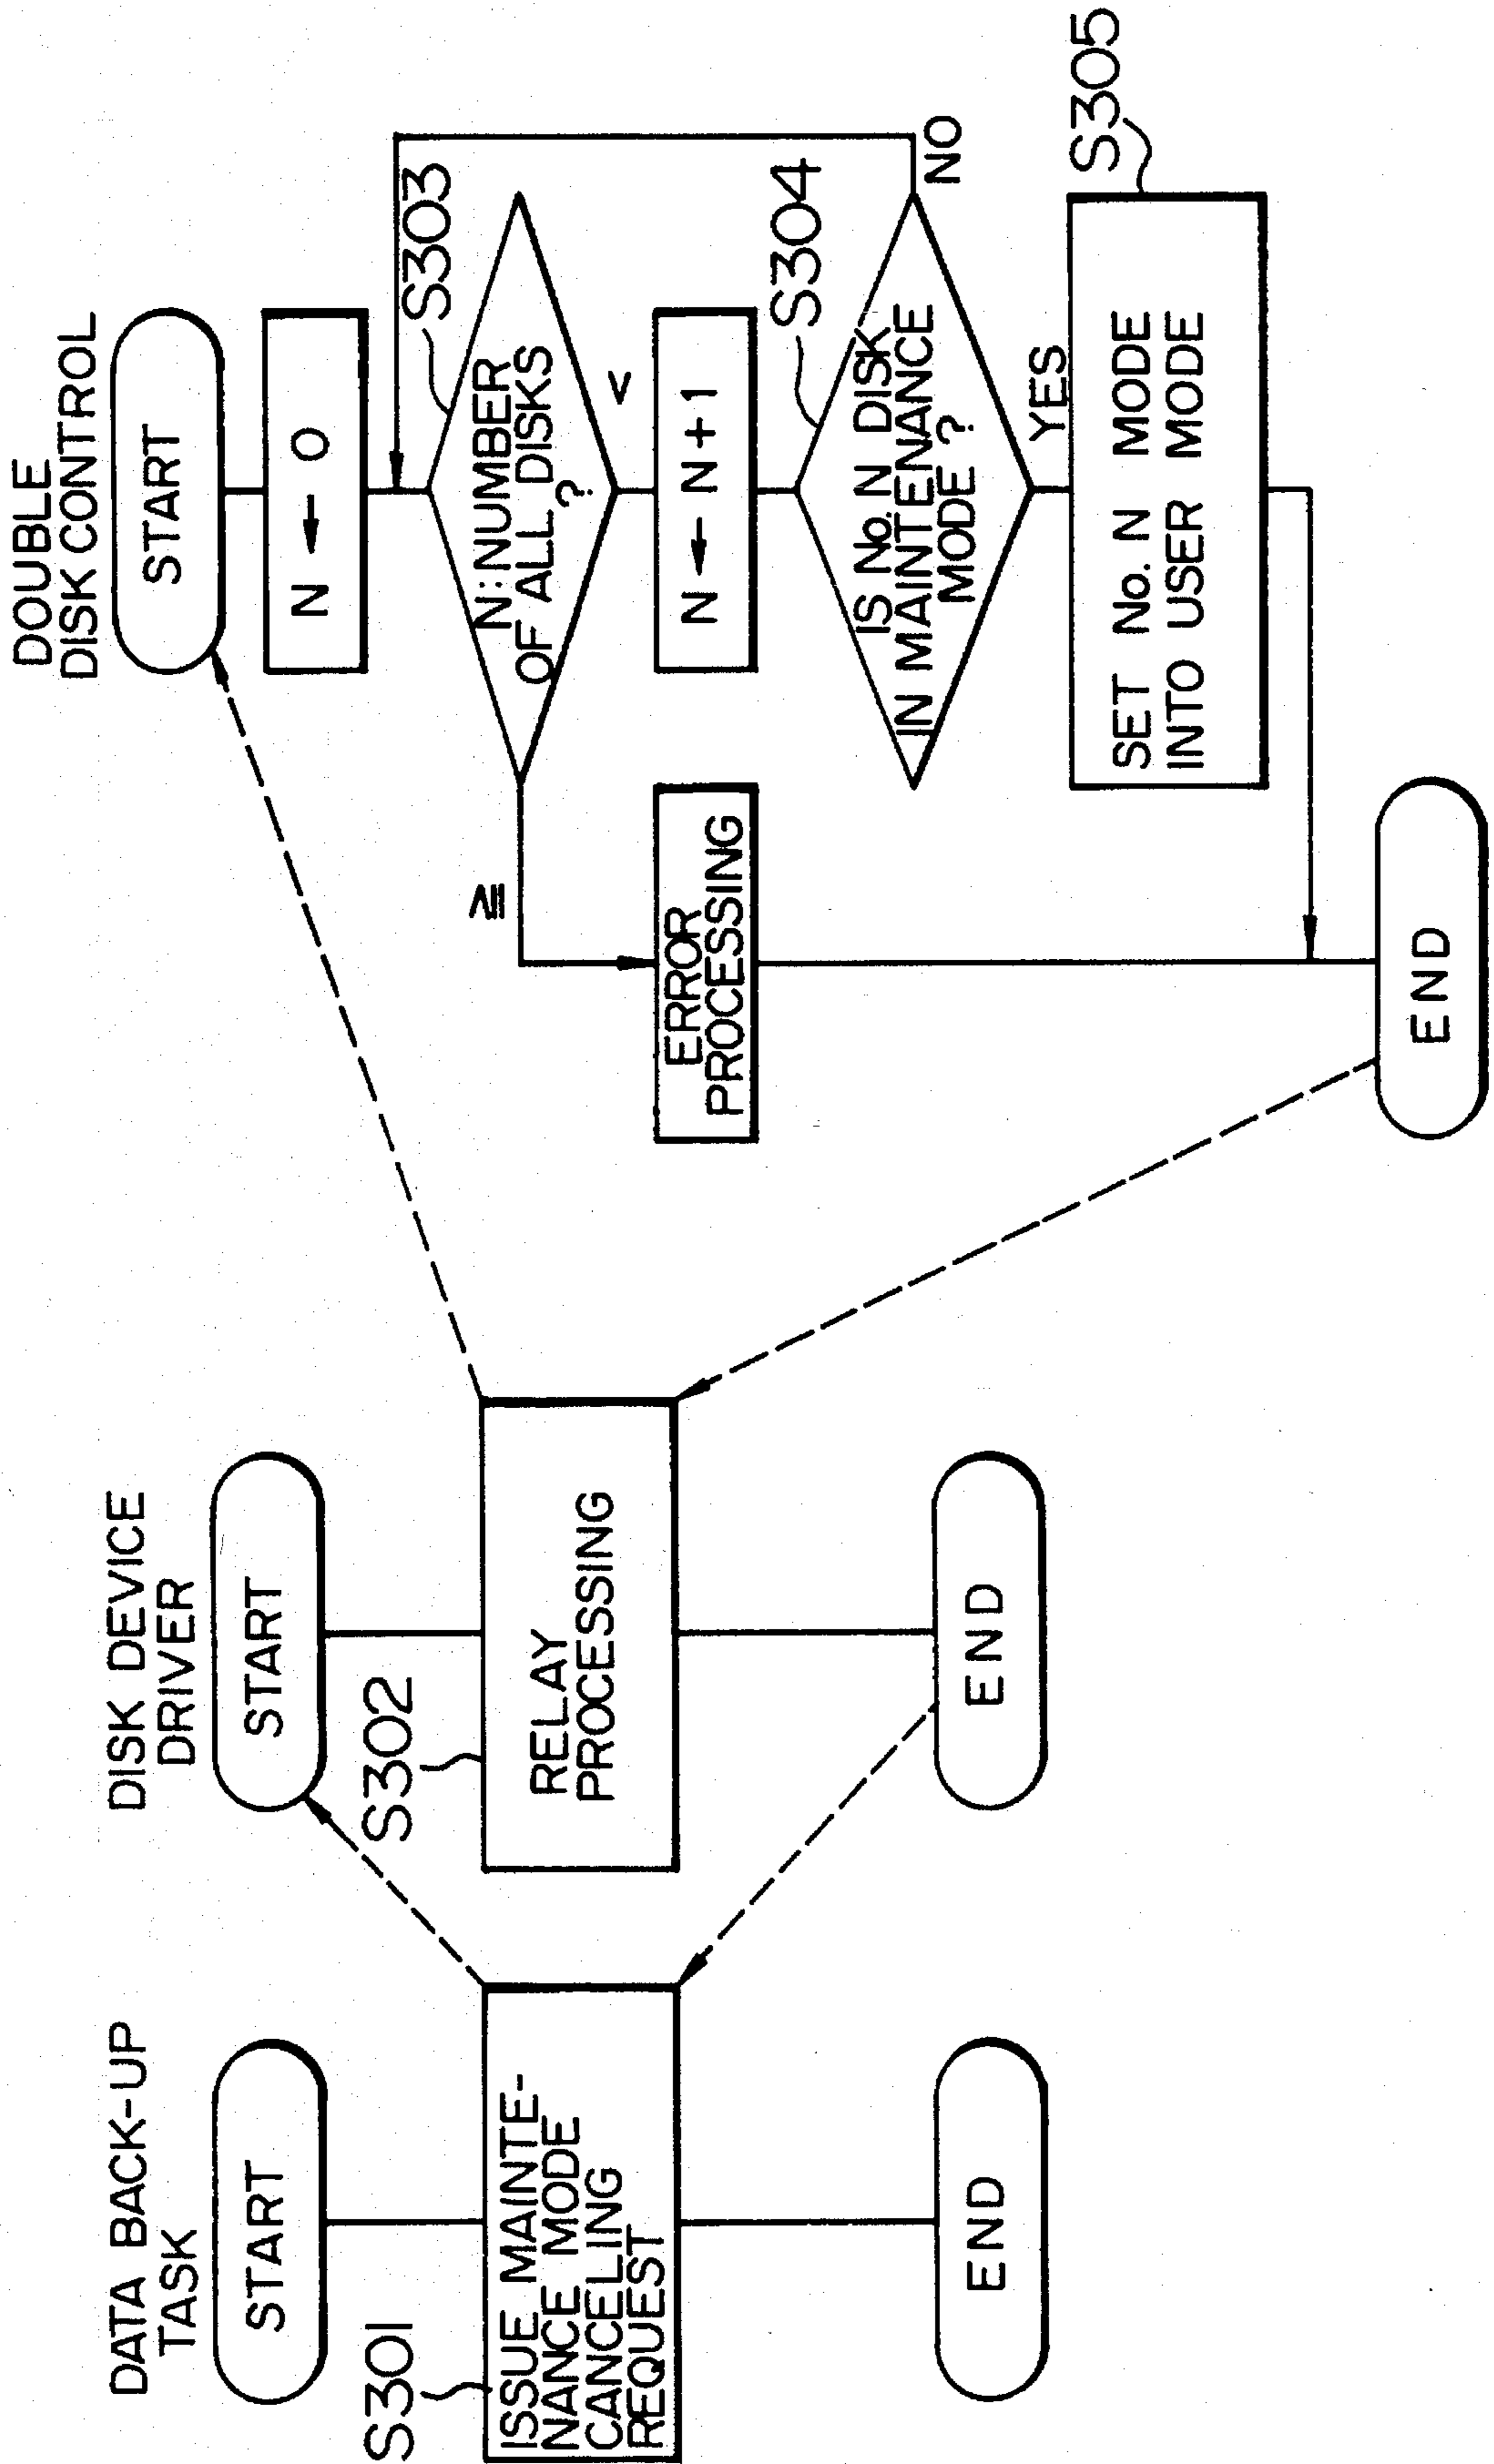 DATA BACK-UP
TASK
START
S301
ISSUE MAINTE-
NANCE MODE
CANCELING
REQUEST
END
DISK DEVICE
DRIVER
START
S302
RELAY
PROCESSING
END
DOUBLE
DISK CONTROL
START
N ← 0
S303
N:NUMBER
OF ALL DISKS
?
≧
<
ERROR
PROCESSING
N ← N+1
S304
IS No. N DISK
IN MAINTENANCE
MODE ?
NO
YES
S305
SET No. N MODE
INTO USER MODE
END